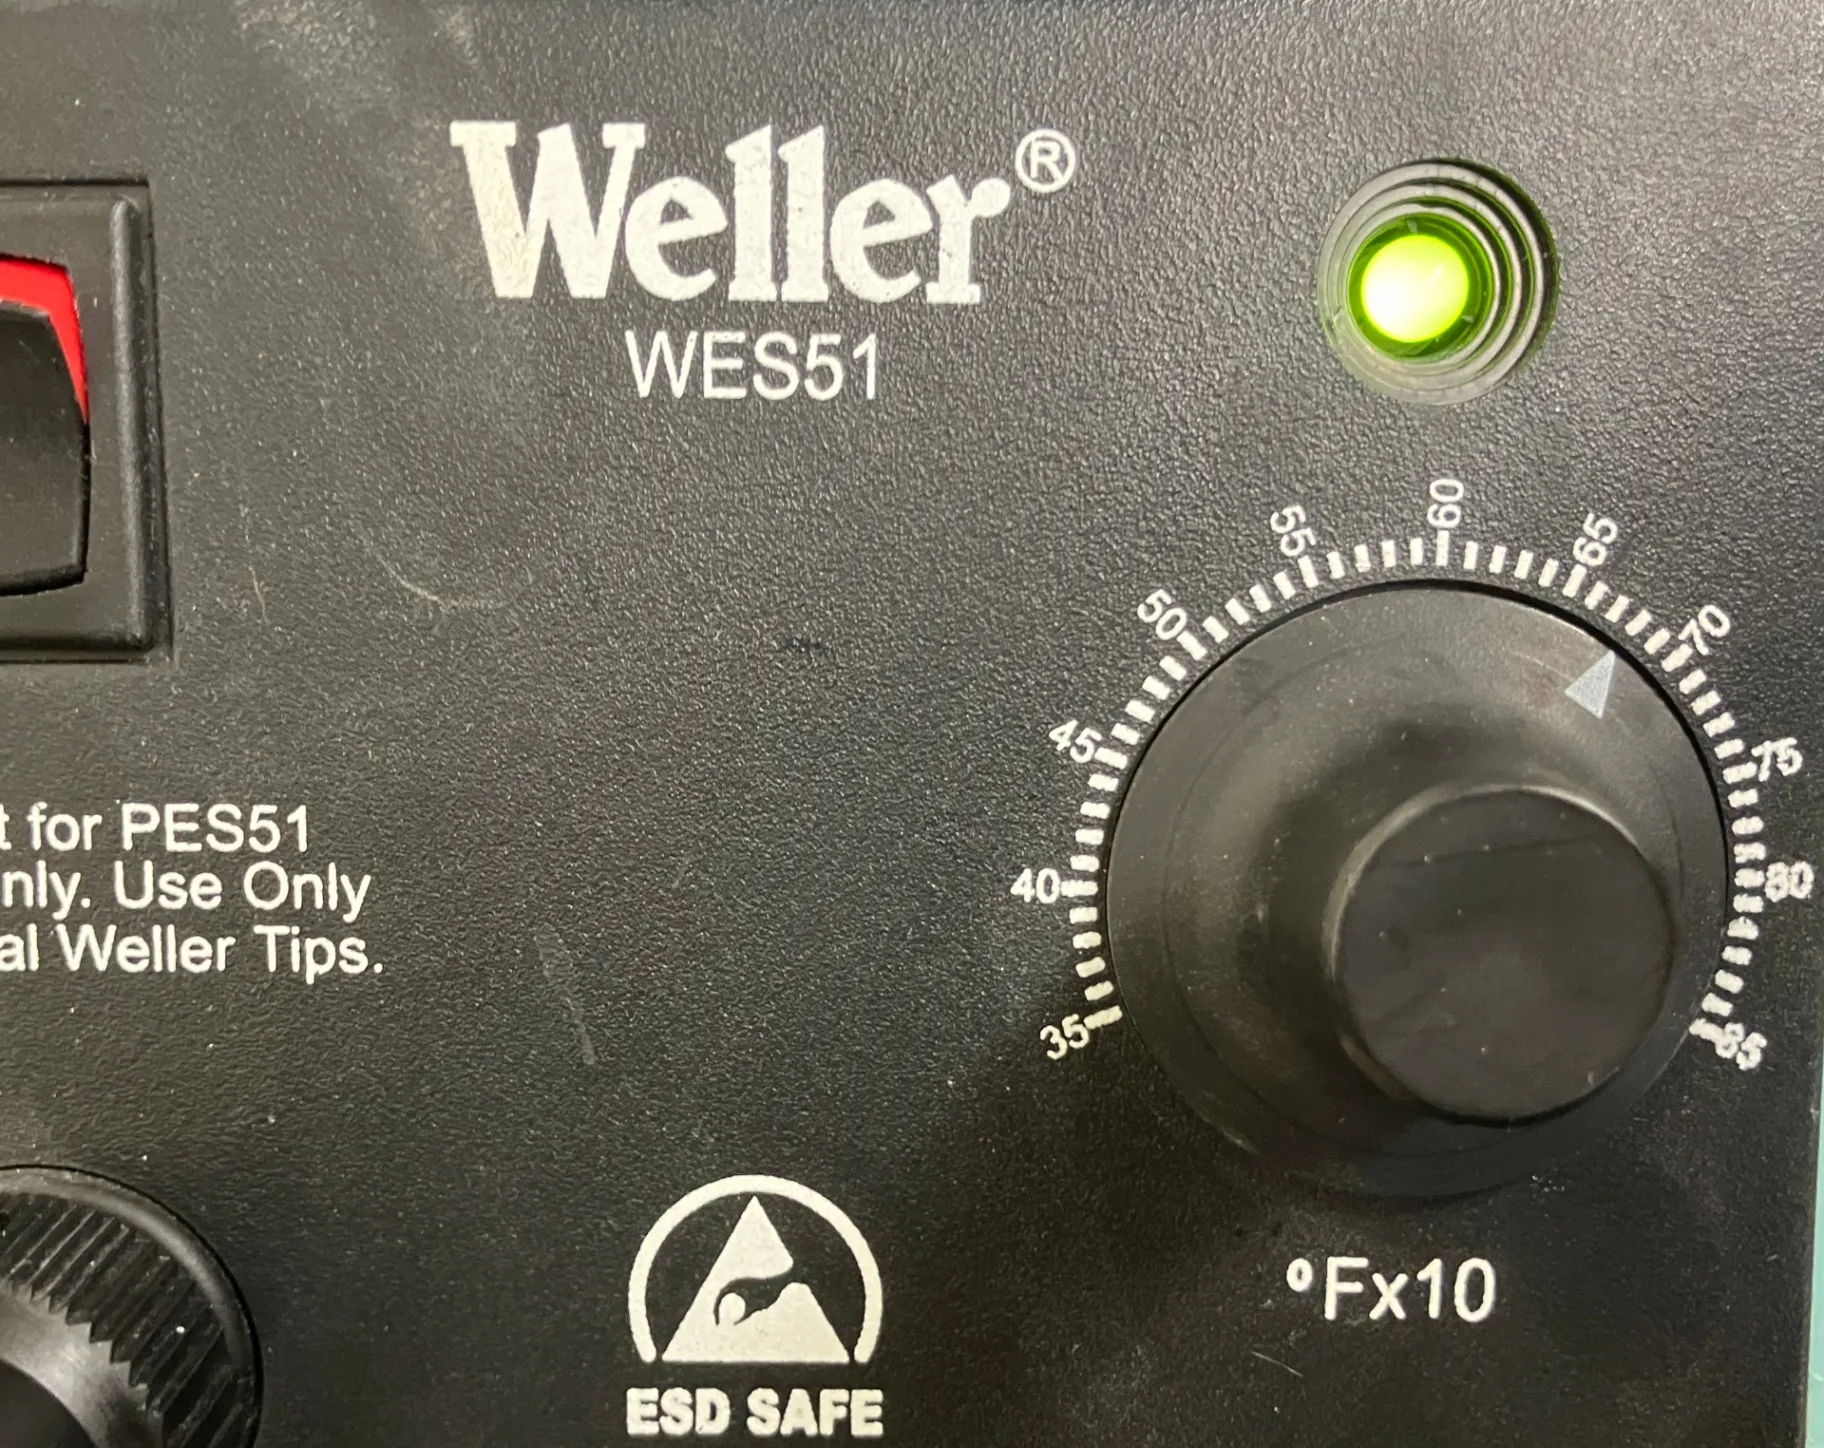 Weller®
WES51
t for PES51
nly. Use Only
al Weller Tips.
35
40
45
50
55
60
65
70
75
80
85
°Fx10
ESD SAFE